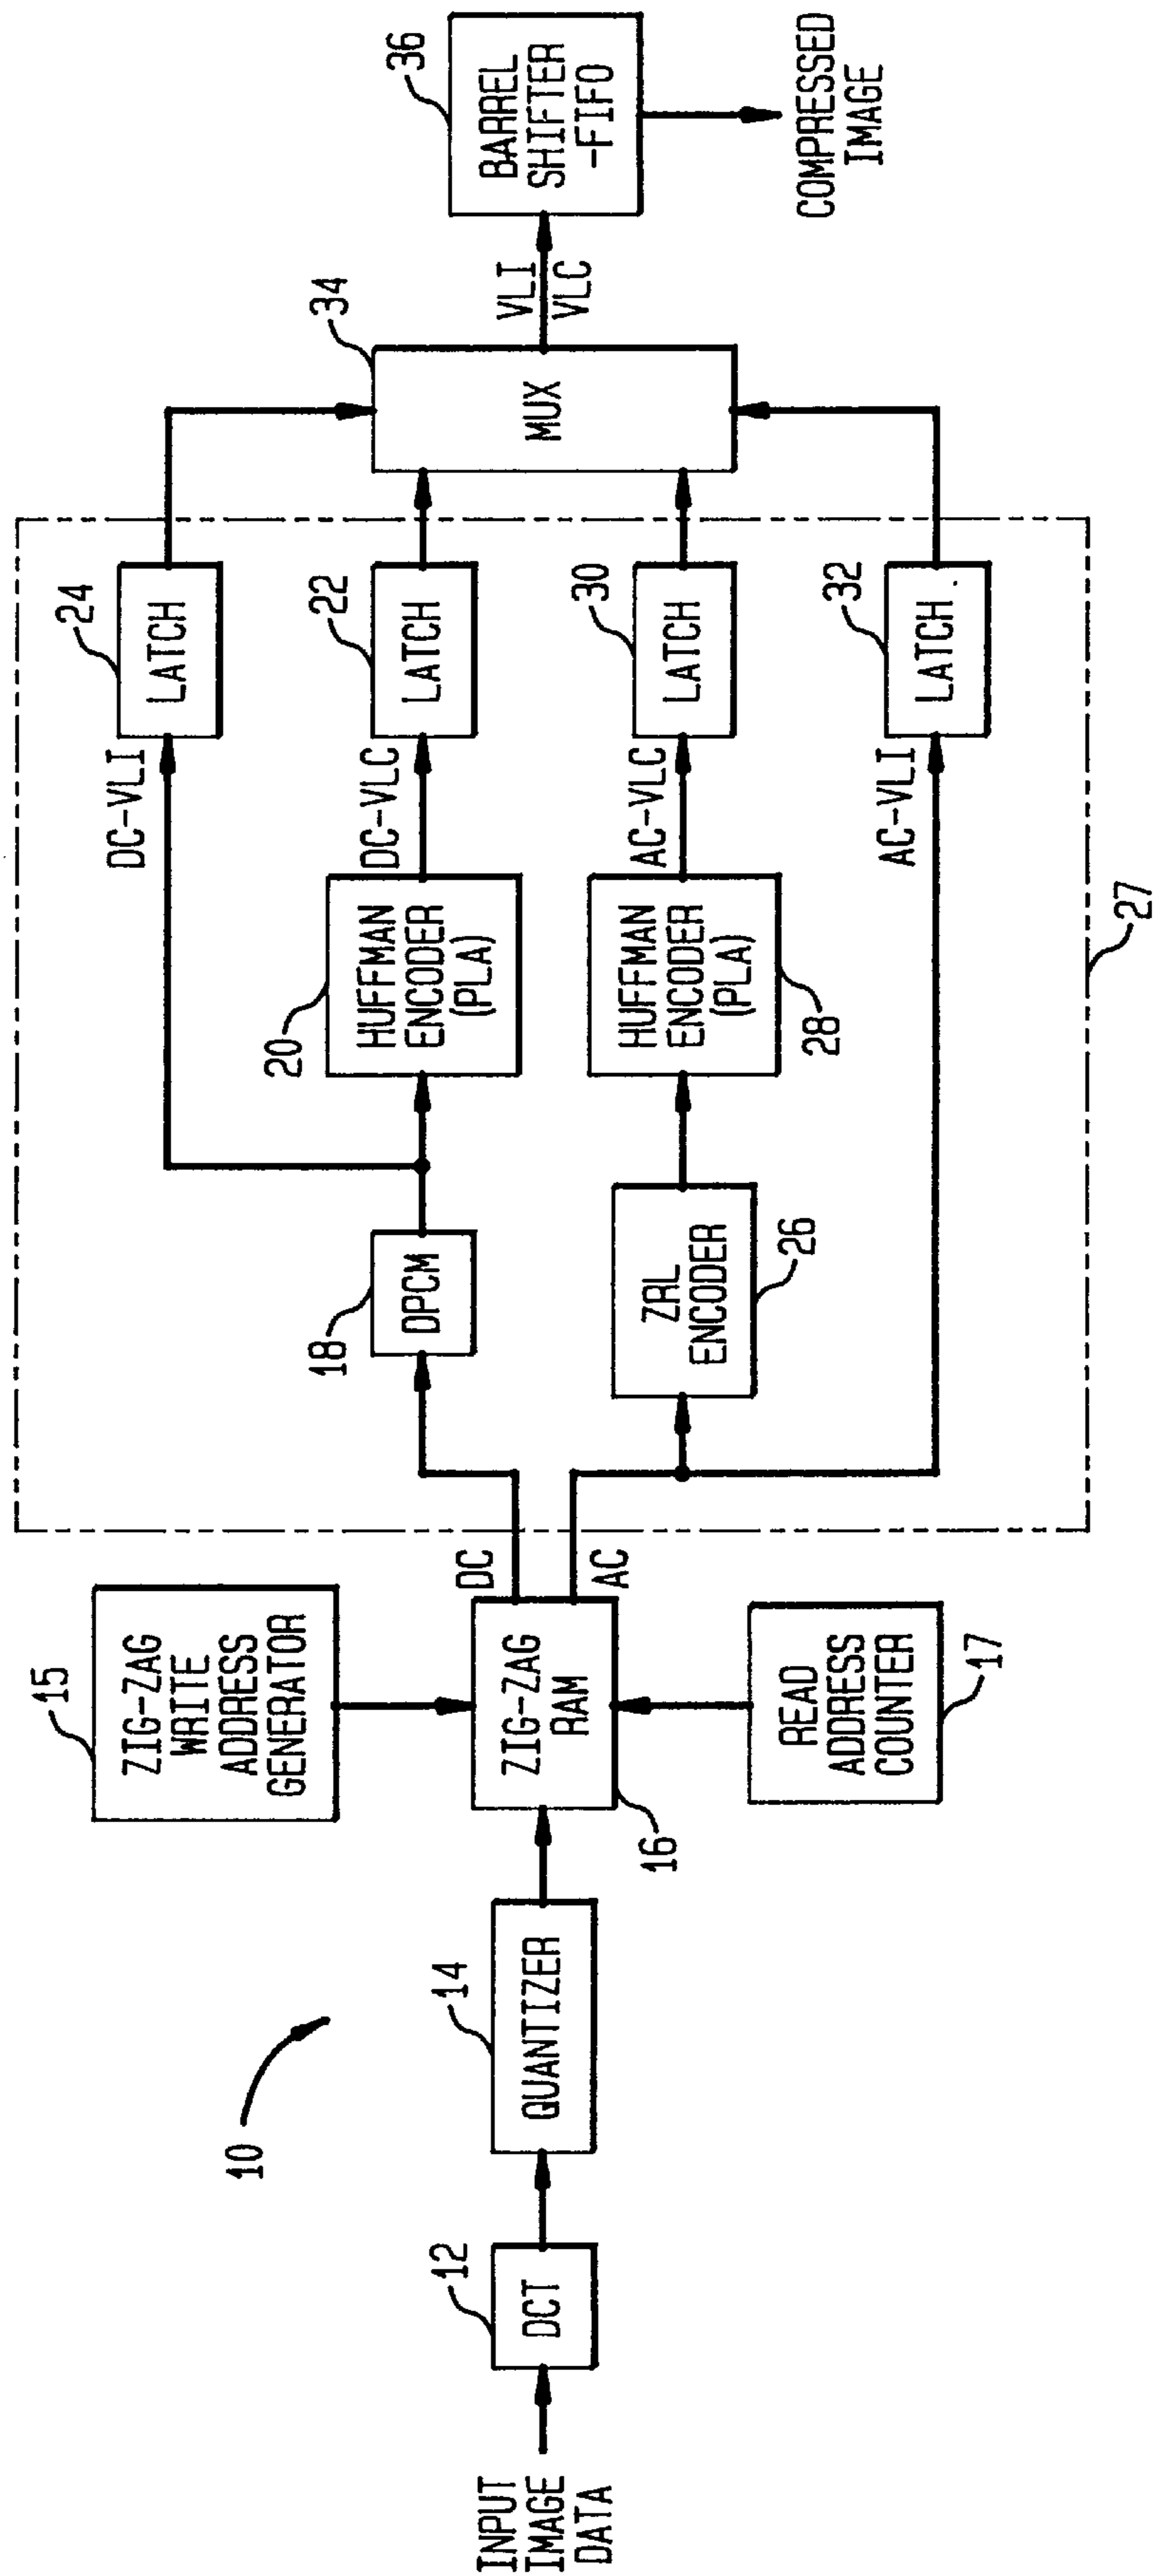 10
INPUT
IMAGE
DATA
12
DCT
14
QUANTIZER
15
ZIG-ZAG
WRITE
ADDRESS
GENERATOR
16
ZIG-ZAG
RAM
READ
ADDRESS
COUNTER
17
DC
AC
18
DPCM
ZRL
ENCODER
26
20
HUFFMAN
ENCODER
(PLA)
HUFFMAN
ENCODER
(PLA)
28
27
DC-VLI
DC-VLC
AC-VLC
AC-VLI
24
LATCH
22
LATCH
30
LATCH
32
LATCH
34
MUX
VLI
VLC
36
BARREL
SHIFTER
-FIFO
COMPRESSED
IMAGE